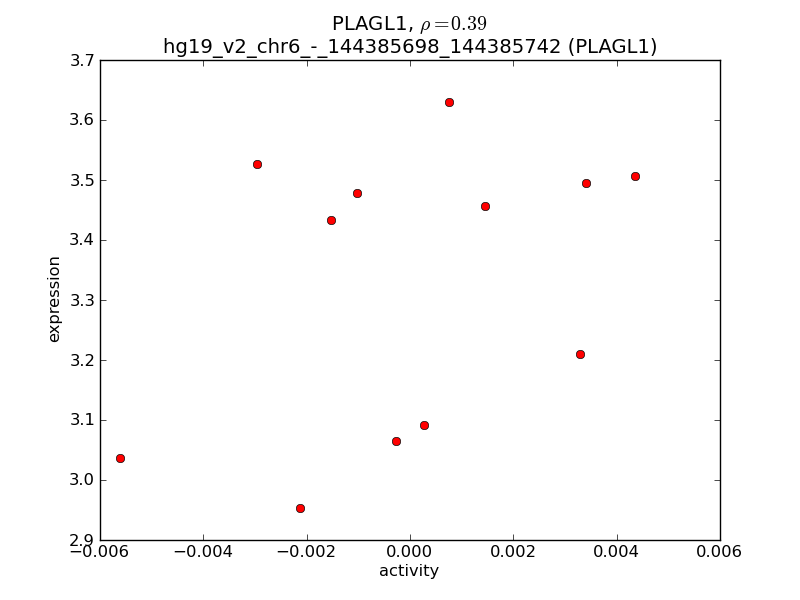 PLAGL1, ρ=0.39
hg19_v2_chr6_-_144385698_144385742 (PLAGL1)
3.7
3.6
3.5
3.4
3.3
3.2
3.1
3.0
2.9
expression
−0.006 −0.004 −0.002 0.000 0.002 0.004 0.006
activity